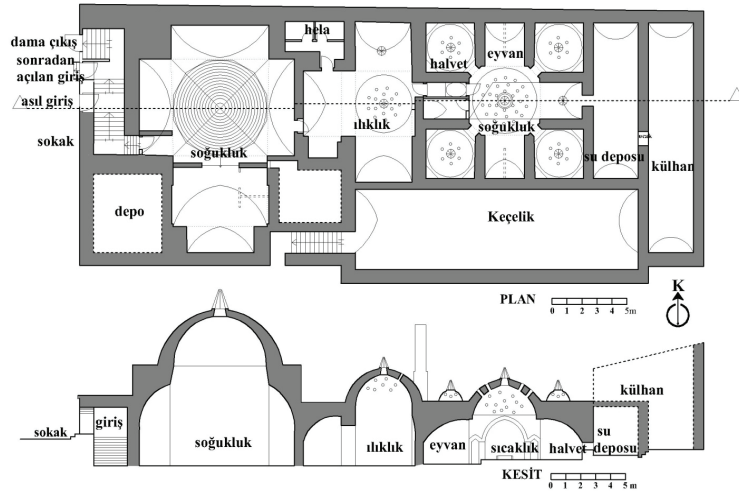 dama çıkış
sonradan
açılan giriş
asıl giriş
sokak
hela
halvet
eyvan
ılıklık
soğukluk
soğukluk
su deposu
sıcak
külhan
depo
Keçelik
PLAN
0 1 2 3 4 5m
K
sokak
giriş
soğukluk
ılıklık
eyvan
sıcaklık
halvet
su
deposu
külhan
KESİT
0 1 2 3 4 5 m